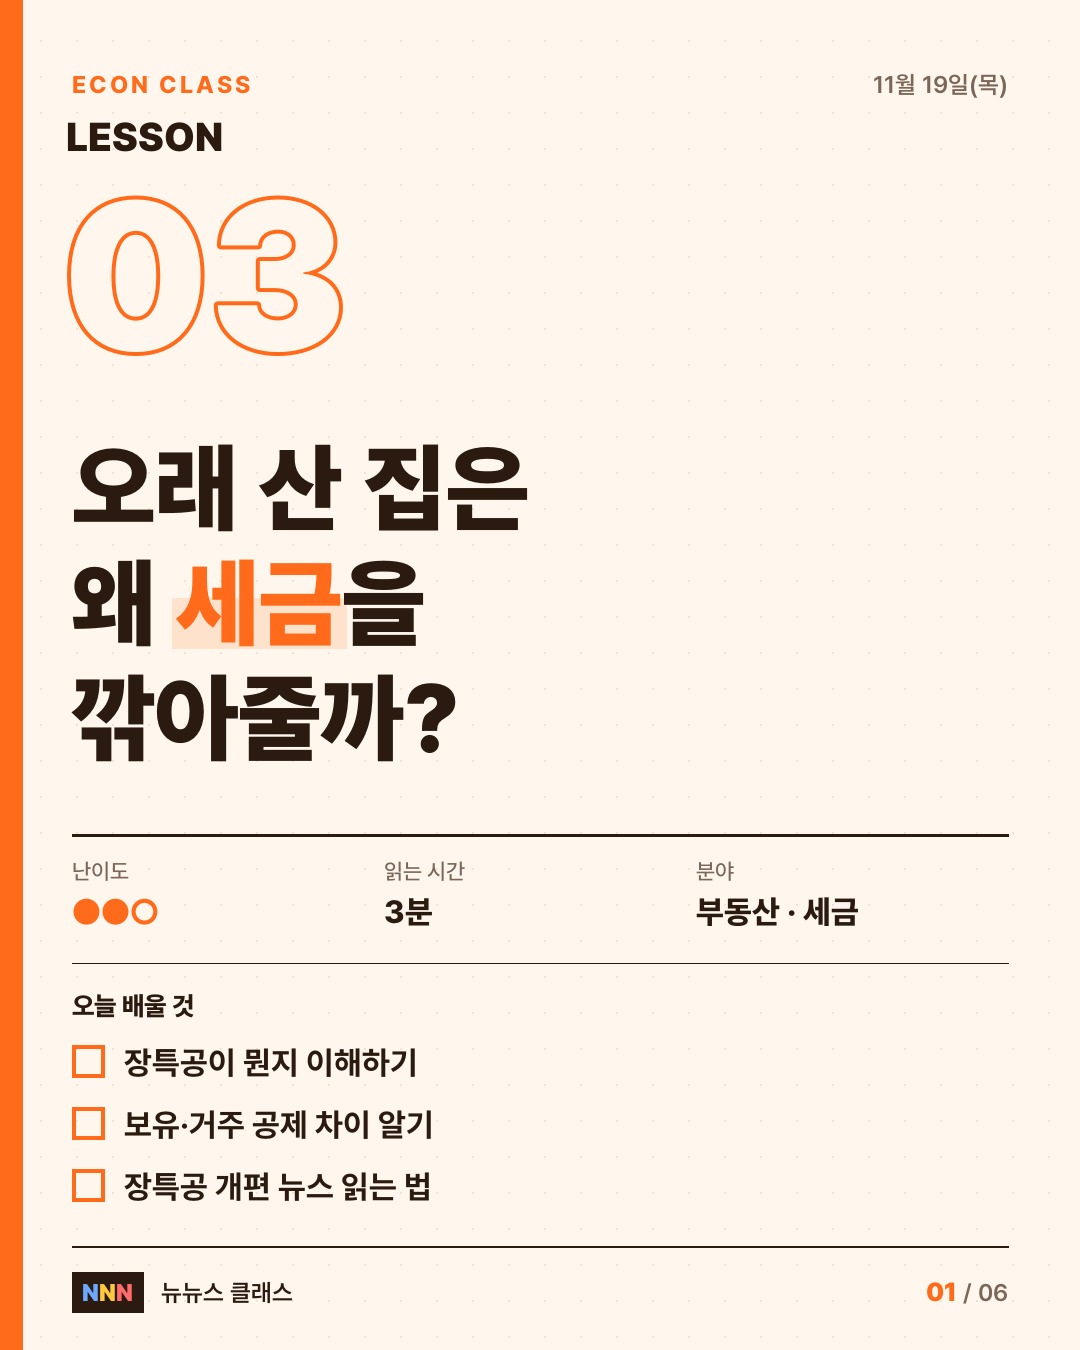 ECON CLASS
11월 19일(목)
LESSON
03
오래 산 집은
왜 세금을
깎아줄까?
난이도
읽는 시간
분야
3분
부동산 · 세금
오늘 배울 것
장특공이 뭔지 이해하기
보유·거주 공제 차이 알기
장특공 개편 뉴스 읽는 법
NNN 뉴뉴스 클래스
01 / 06